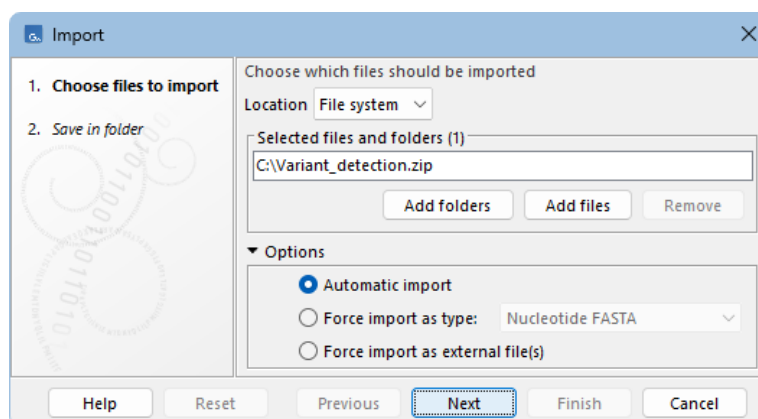 Import
1. Choose files to import
2. Save in folder
Choose which files should be imported
Location File system
Selected files and folders (1)
C:\Variant_detection.zip
Add folders Add files Remove
Options
Automatic import
Force import as type: Nucleotide FASTA
Force import as external file(s)
Help Reset Previous Next Finish Cancel